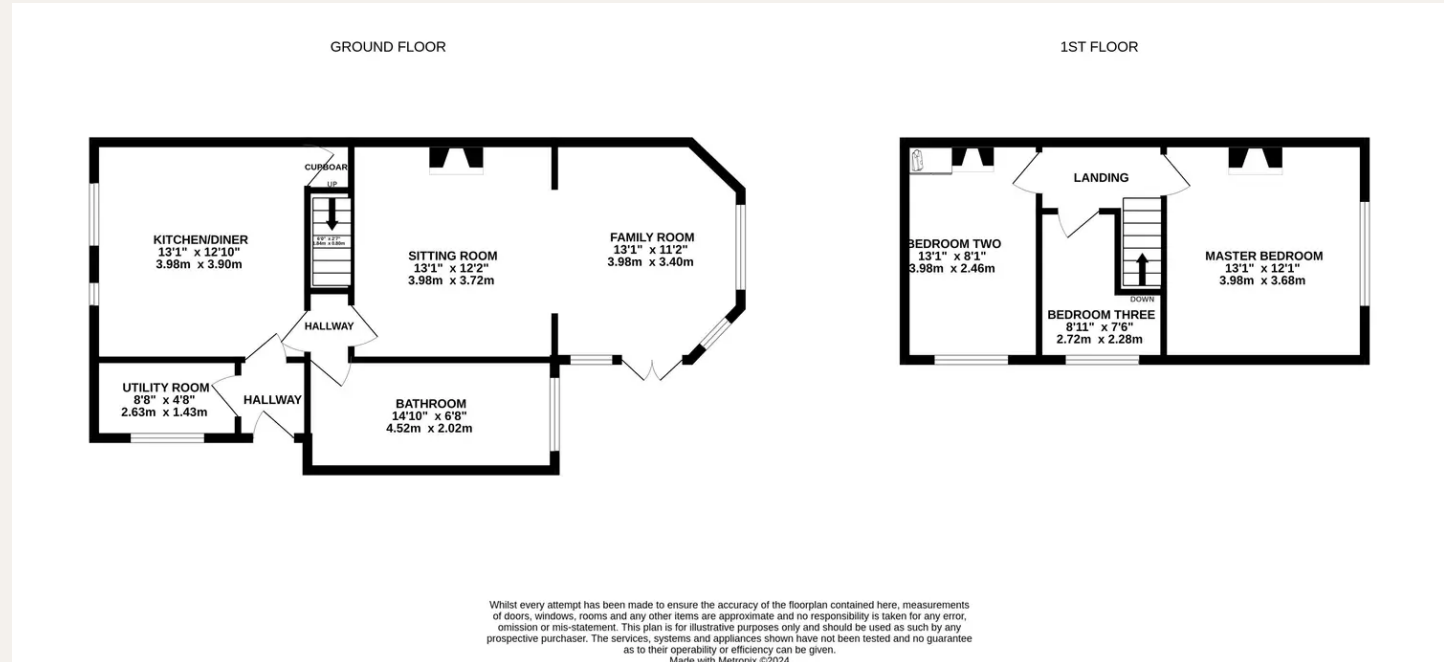 GROUND FLOOR
1ST FLOOR
CUPBOAR
UP
KITCHEN/DINER
13'1" x 12'10"
3.98m x 3.90m
SITTING ROOM
13'1" x 12'2"
3.98m x 3.72m
FAMILY ROOM
13'1" x 11'2"
3.98m x 3.40m
HALLWAY
UTILITY ROOM
8'8" x 4'8"
2.63m x 1.43m
HALLWAY
BATHROOM
14'10" x 6'8"
4.52m x 2.02m
LANDING
BEDROOM TWO
13'1" x 8'1"
3.98m x 2.46m
MASTER BEDROOM
13'1" x 12'1"
3.98m x 3.68m
DOWN
BEDROOM THREE
8'11" x 7'6"
2.72m x 2.28m
Whilst every attempt has been made to ensure the accuracy of the floorplan contained here, measurements
of doors, windows, rooms and any other items are approximate and no responsibility is taken for any error,
omission or mis-statement. This plan is for illustrative purposes only and should be used as such by any
prospective purchaser. The services, systems and appliances shown have not been tested and no guarantee
as to their operability or efficiency can be given.
Made with Metropix ©2024